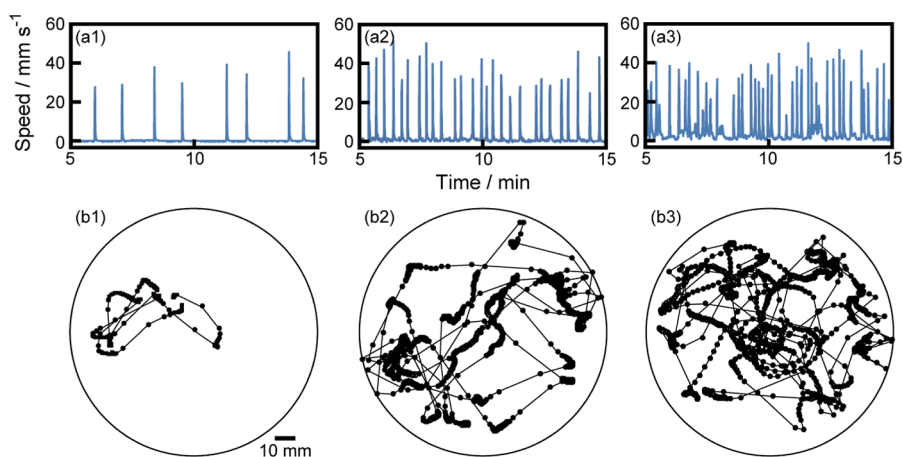 (a1) (a2) (a3)
60 60 60
40 40 40
20 20 20
0 0 0
Speed / mm s⁻¹
5 10 15 5 10 15 5 10 15
Time / min
(b1) (b2) (b3)
10 mm